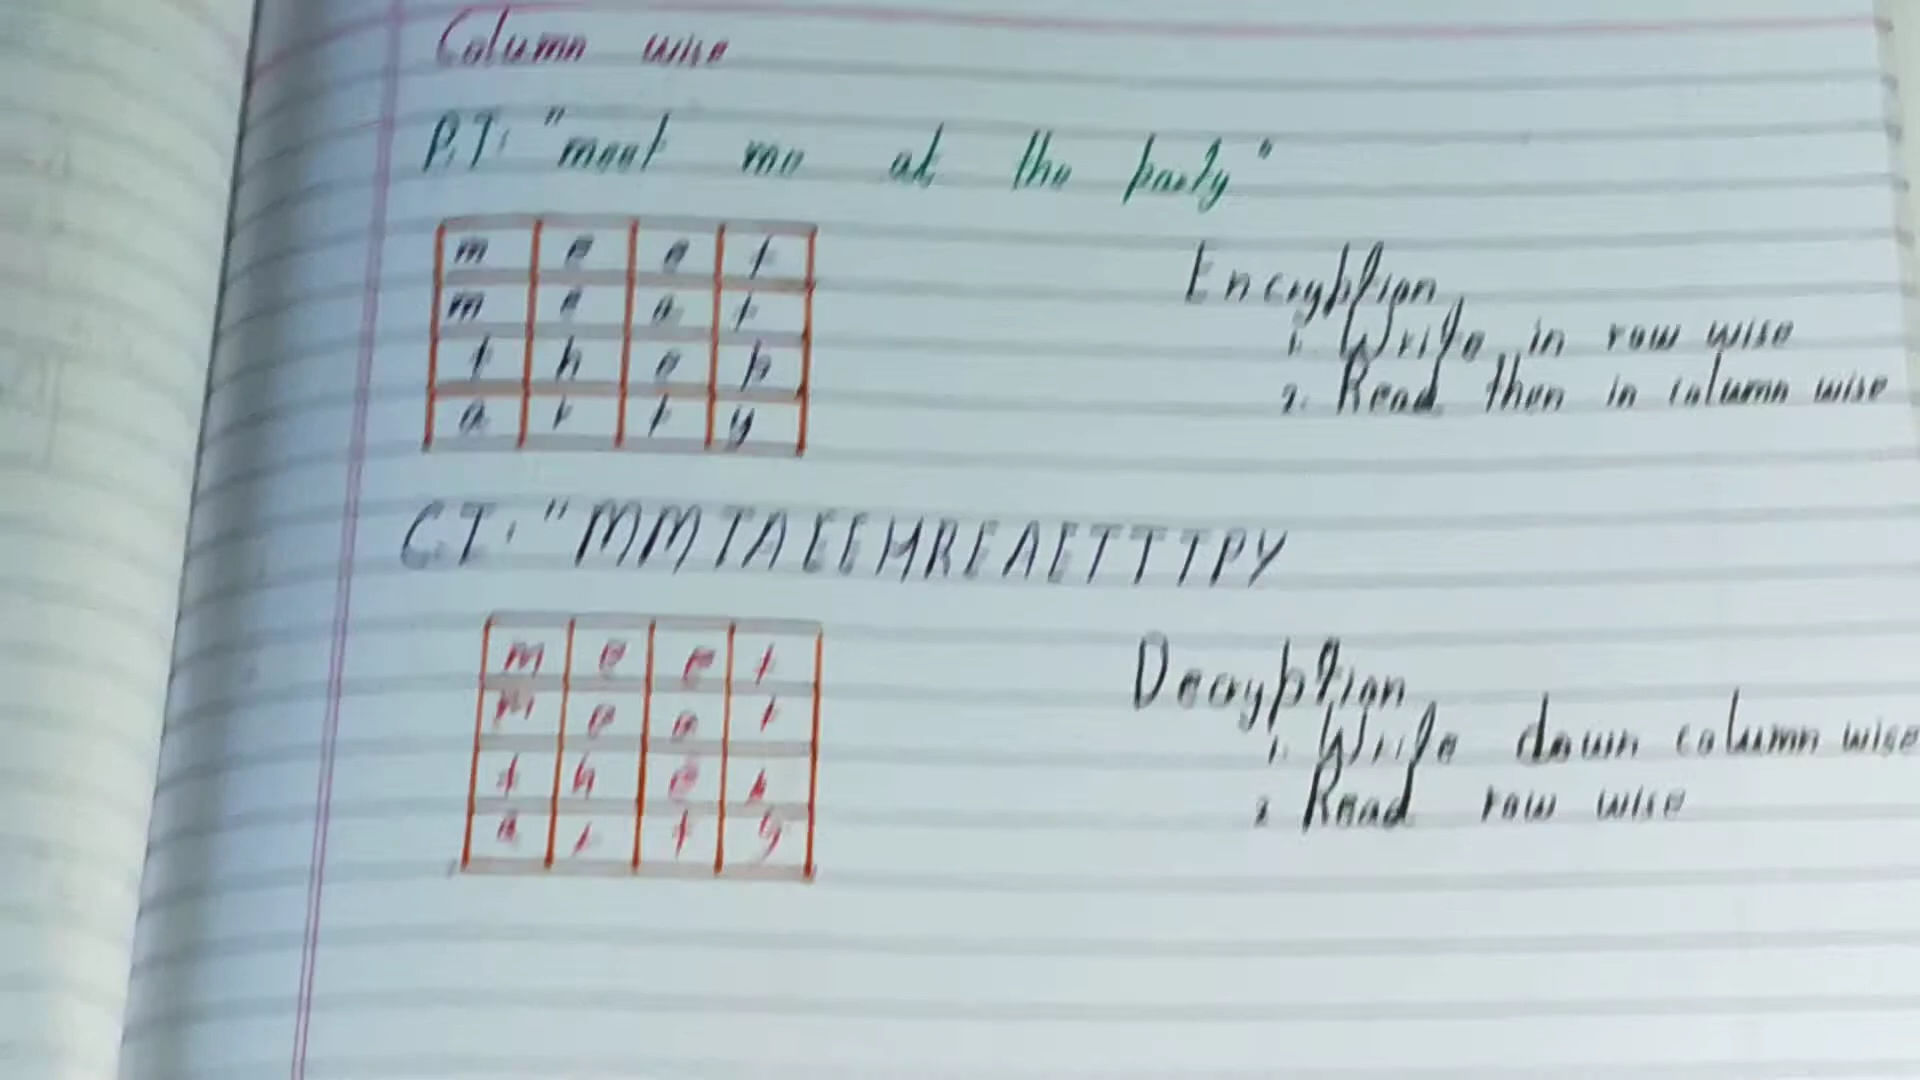 Column wise
P.T: "meet me at the party"
m e e t
m e a t
t h e p
a r t y
Encryption
1. Write in row wise
2. Read then in column wise
CT: "MMTAEEHREAETTTPY
m e e t
m e a t
t h e p
a r t y
Decryption
1. Write down column wise
2 Read row wise